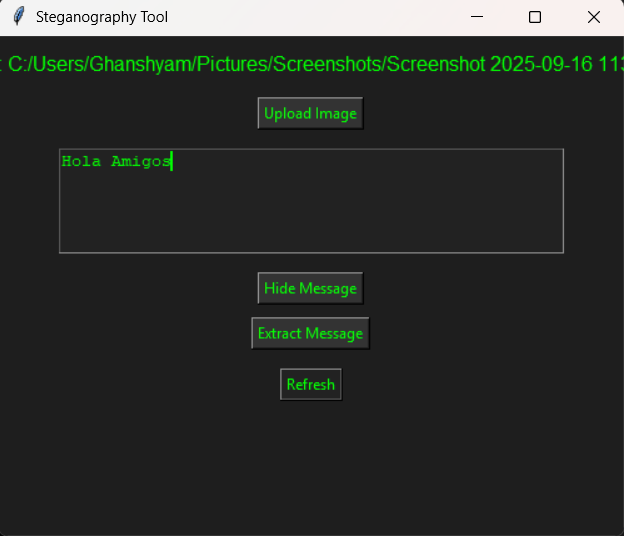 Steganography Tool
: C:/Users/Ghanshyam/Pictures/Screenshots/Screenshot 2025-09-16 113
Upload Image
Hola Amigos
Hide Message
Extract Message
Refresh